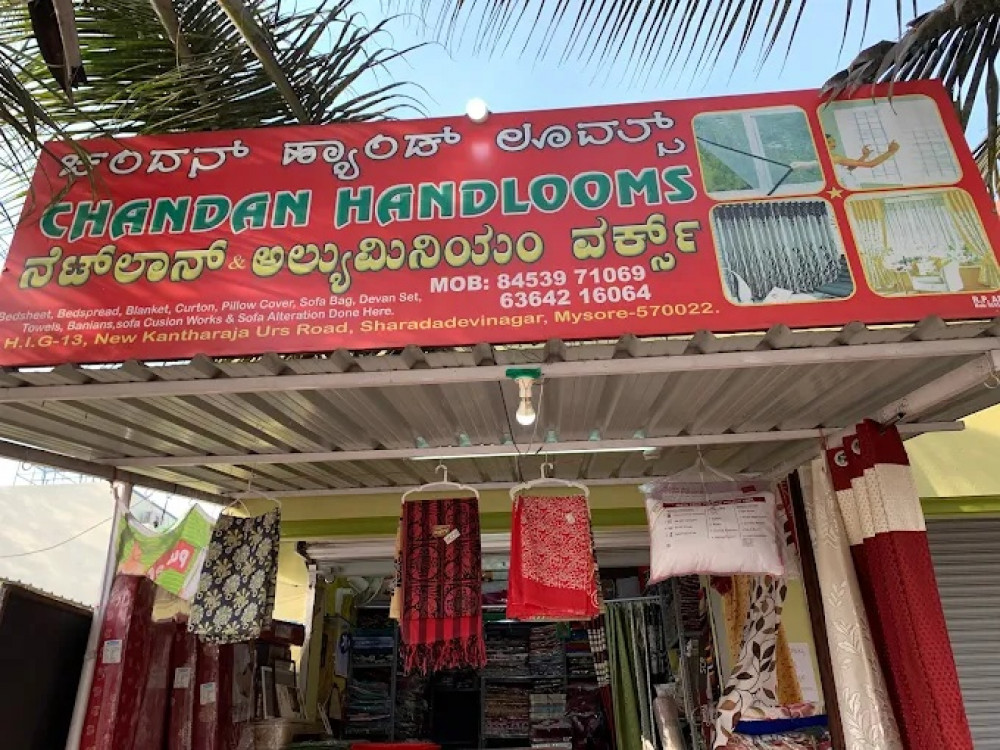 ಚಂದನ್ ಹ್ಯಾಂಡ್ ಲೂಮ್ಸ್
CHANDAN HANDLOOMS
ನೆಟ್‌ಲಾನ್ & ಅಲ್ಯುಮಿನಿಯಂ ವರ್ಕ್ಸ್
MOB: 84539 71069
63642 16064
Bedsheet, Bedspread, Blanket, Curton, Pillow Cover, Sofa Bag, Devan Set,
Towels, Banians,sofa Cusion Works & Sofa Alteration Done Here.
H.I.G-13, New Kantharaja Urs Road, Sharadadevinagar, Mysore-570022.